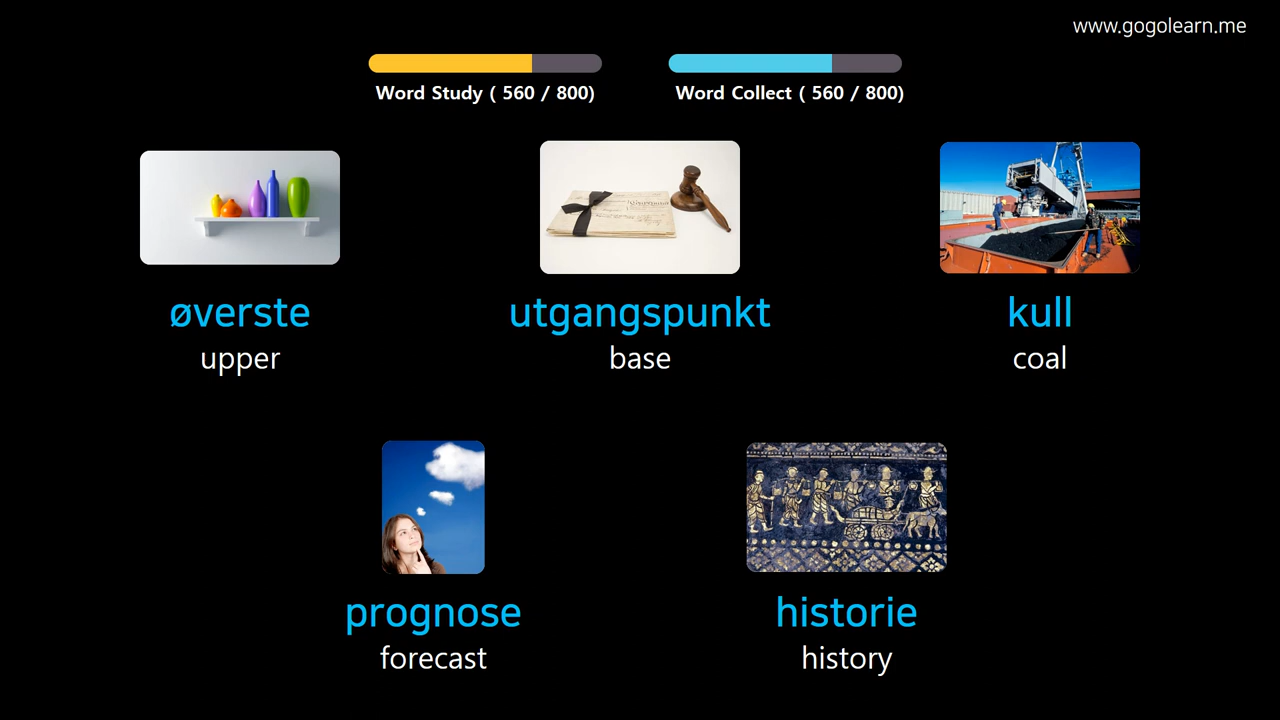 www.gogolearn.me
Word Study ( 560 / 800)
Word Collect ( 560 / 800)
øverste
upper
utgangspunkt
base
kull
coal
prognose
forecast
historie
history